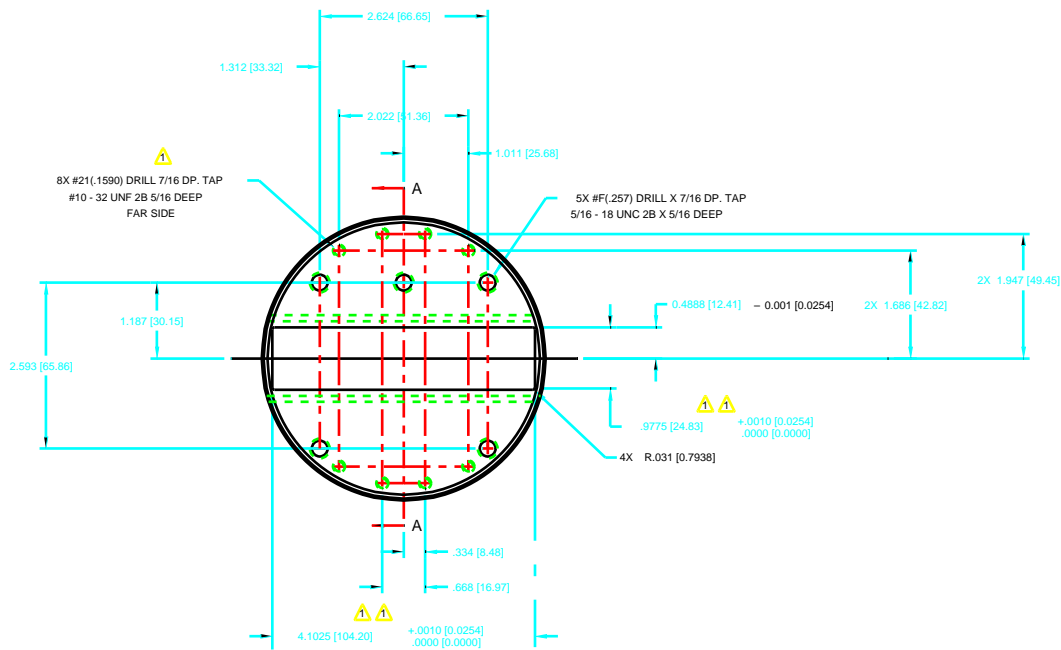 2.624 [66.65]
1.312 [33.32]
2.022 [51.36]
1.011 [25.68]
1
8X #21(.1590) DRILL 7/16 DP. TAP
#10 - 32 UNF 2B 5/16 DEEP
FAR SIDE
A
5X #F(.257) DRILL X 7/16 DP. TAP
5/16 - 18 UNC 2B X 5/16 DEEP
2X 1.947 [49.45]
0.4888 [12.41] – 0.001 [0.0254]
2X 1.686 [42.82]
1.187 [30.15]
2.593 [65.86]
1 1
.9775 [24.83] +.0010 [0.0254]
.0000 [0.0000]
4X R.031 [0.7938]
A
.334 [8.48]
.668 [16.97]
1 1
4.1025 [104.20] +.0010 [0.0254]
.0000 [0.0000]